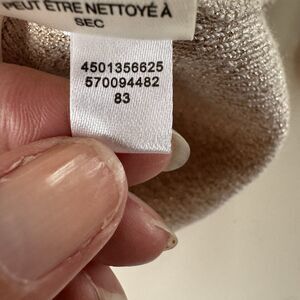 PEUT ÊTRE NETTOYÉ À
SEC
4501356625
570094482
83